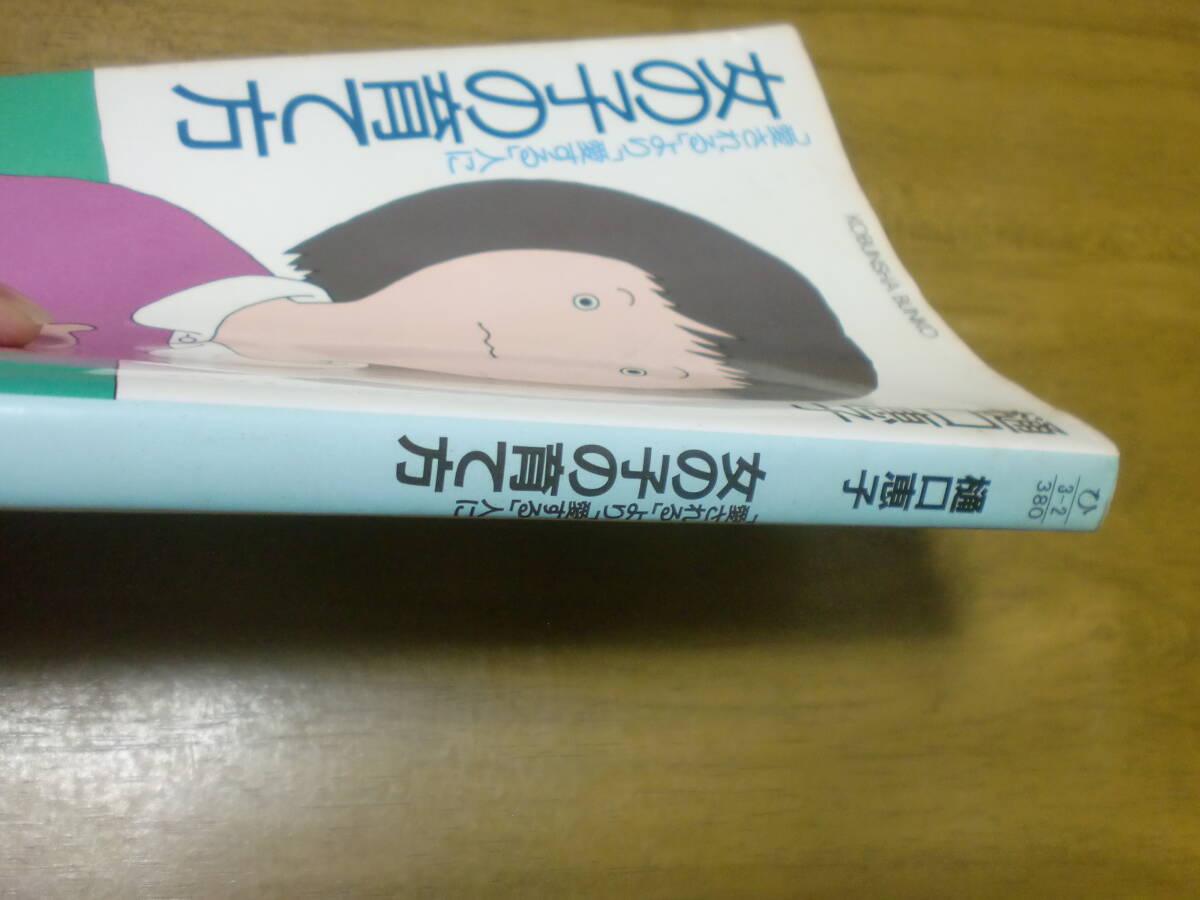 女の子の育て方
「愛される」より「愛する」人に
KOBUNSHA BUNKO
樋口恵子
「愛される」より「愛する」人に
女の子の育て方
樋口恵子
ひ
3-2
380